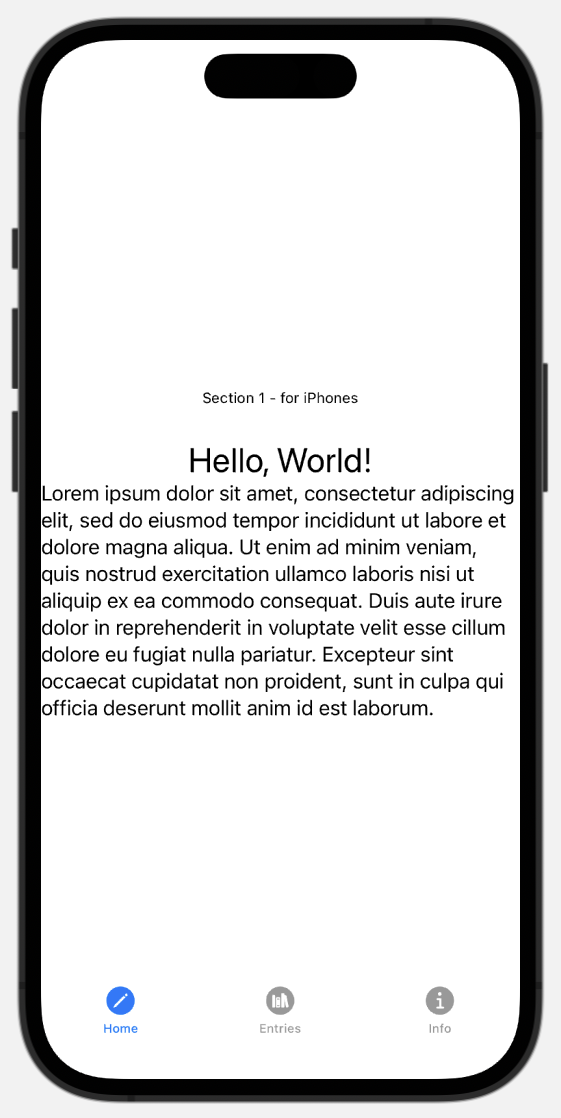 Section 1 - for iPhones
Hello, World!
Lorem ipsum dolor sit amet, consectetur adipiscing
elit, sed do eiusmod tempor incididunt ut labore et
dolore magna aliqua. Ut enim ad minim veniam,
quis nostrud exercitation ullamco laboris nisi ut
aliquip ex ea commodo consequat. Duis aute irure
dolor in reprehenderit in voluptate velit esse cillum
dolore eu fugiat nulla pariatur. Excepteur sint
occaecat cupidatat non proident, sunt in culpa qui
officia deserunt mollit anim id est laborum.
Home
Entries
Info